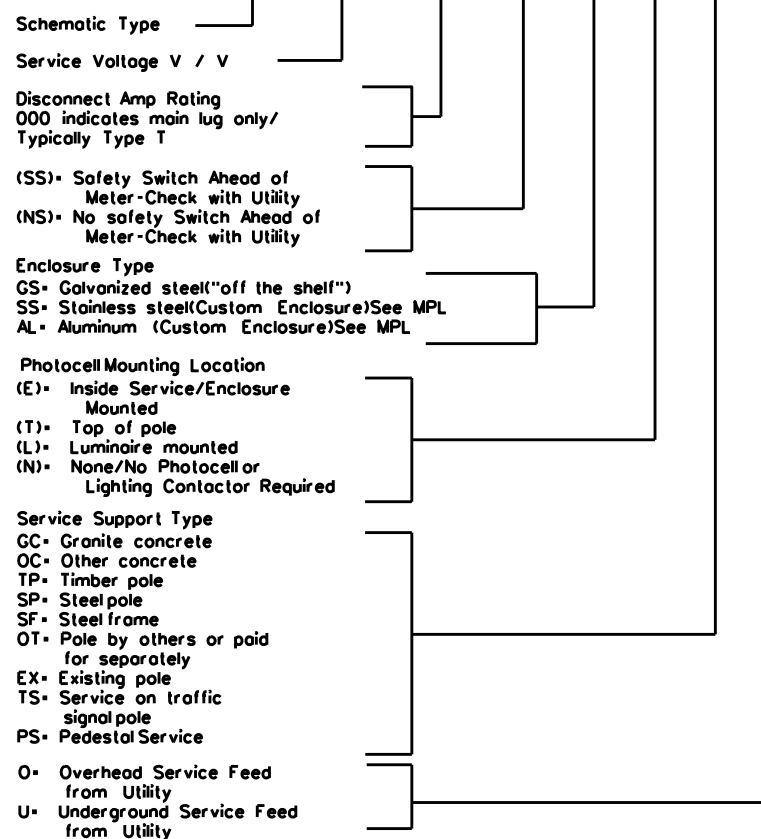 Schematic Type
Service Voltage V / V
Disconnect Amp Rating
000 indicates main lug only/
Typically Type T
(SS)= Safety Switch Ahead of
Meter-Check with Utility
(NS)= No safety Switch Ahead of
Meter-Check with Utility
Enclosure Type
GS= Galvanized steel("off the shelf")
SS= Stainless steel(Custom Enclosure)See MPL
AL= Aluminum (Custom Enclosure)See MPL
Photocell Mounting Location
(E)= Inside Service/Enclosure
Mounted
(T)= Top of pole
(L)= Luminaire mounted
(N)= None/No Photocell or
Lighting Contactor Required
Service Support Type
GC= Granite concrete
OC= Other concrete
TP= Timber pole
SP= Steel pole
SF= Steel frame
OT= Pole by others or paid
for separately
EX= Existing pole
TS= Service on traffic
signal pole
PS= Pedestal Service
O= Overhead Service Feed
from Utility
U= Underground Service Feed
from Utility